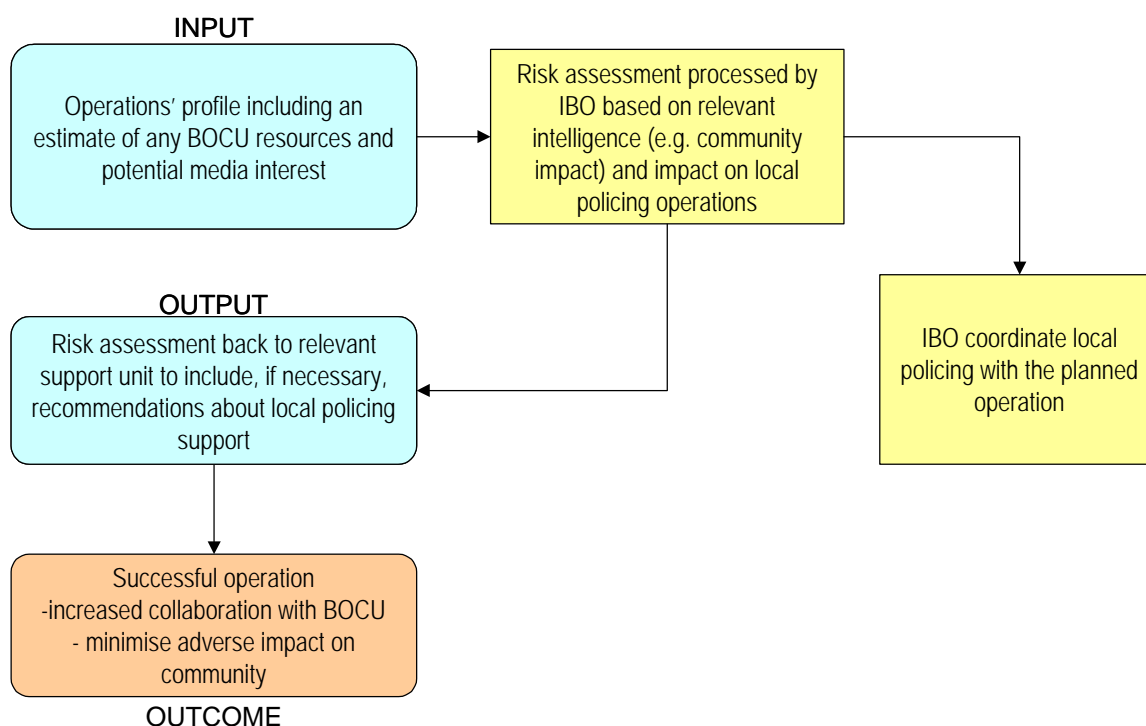 INPUT
Operations’ profile including an
estimate of any BOCU resources and
potential media interest
Risk assessment processed by
IBO based on relevant
intelligence (e.g. community
impact) and impact on local
policing operations
IBO coordinate local
policing with the planned
operation
OUTPUT
Risk assessment back to relevant
support unit to include, if necessary,
recommendations about local policing
support
Successful operation
-increased collaboration with BOCU
- minimise adverse impact on
community
OUTCOME